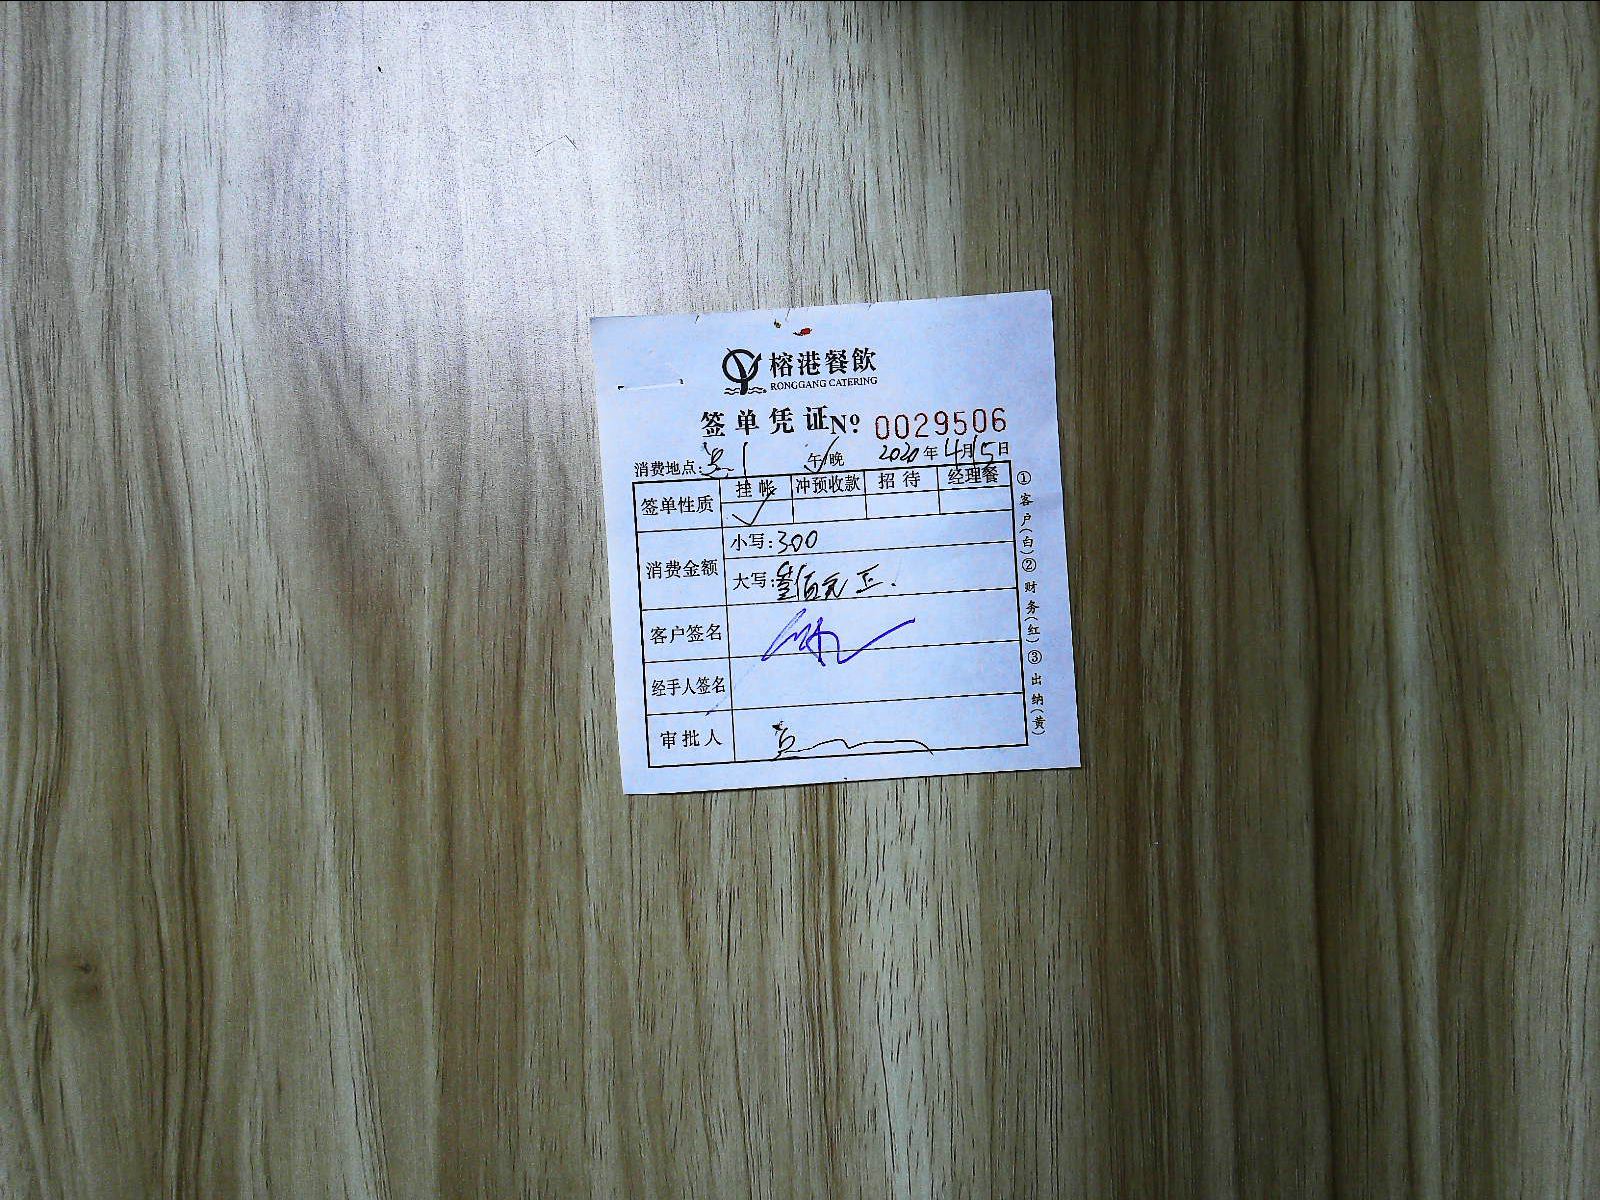 榕港餐飲
RONGGANG CATERING
签单凭证 Nº 0029506
消费地点: 1 午/晚 2020年4月15日
签单性质 挂帐 冲预收款 招待 经理餐
✓
消费金额 小写:300
大写:叁佰元正.
客户签名
经手人签名
审批人
①客户(白)②财务(红)③出纳(黄)